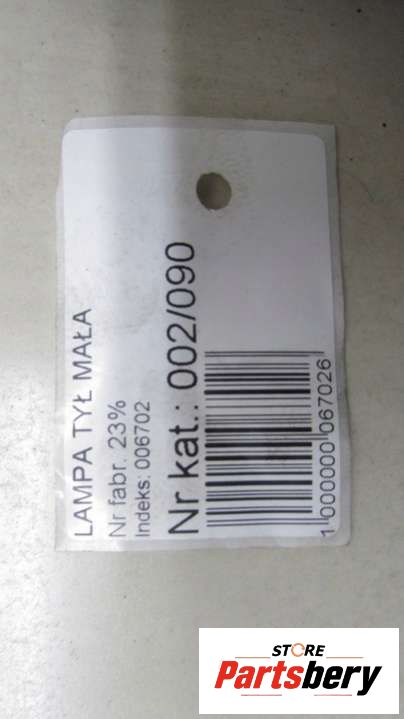 LAMPA TYŁ MAŁA
Nr fabr. 23%
Indeks: 006702
Nr kat.: 002/090
1 000000 067026
STORE
Partsbery